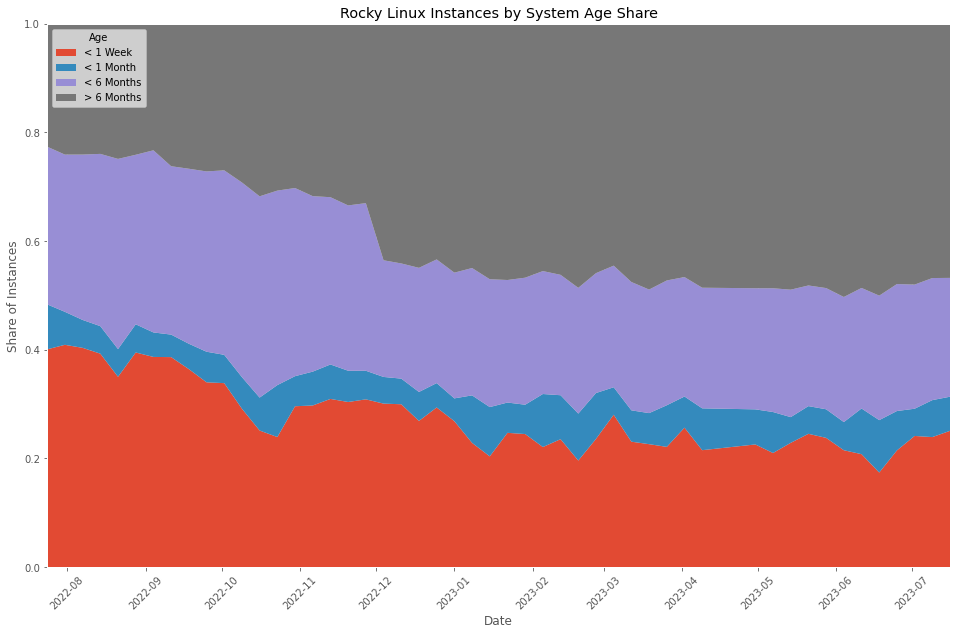 Rocky Linux Instances by System Age Share
1.0
0.8
0.6
0.4
0.2
0.0
Share of Instances
Age
< 1 Week
< 1 Month
< 6 Months
> 6 Months
2022-08
2022-09
2022-10
2022-11
2022-12
2023-01
2023-02
2023-03
2023-04
2023-05
2023-06
2023-07
Date